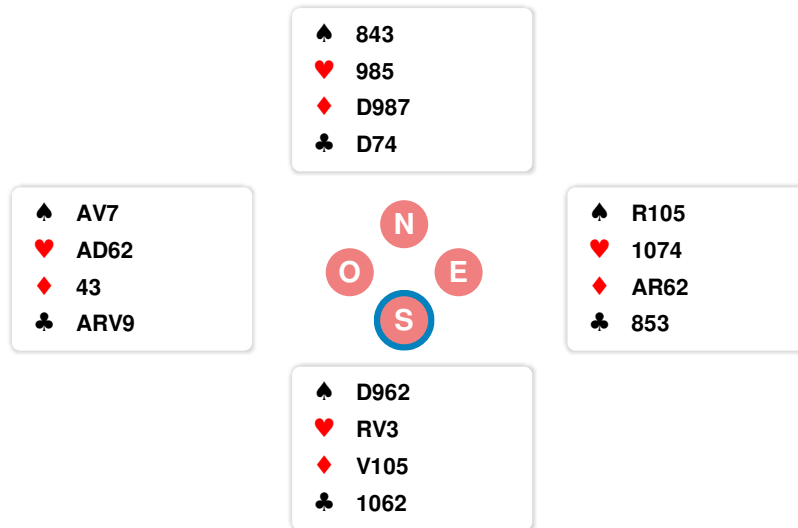 ♠ 843
♥ 985
♦ D987
♣ D74
♠ AV7
♥ AD62
♦ 43
♣ ARV9
N
O
E
S
♠ R105
♥ 1074
♦ AR62
♣ 853
♠ D962
♥ RV3
♦ V105
♣ 1062